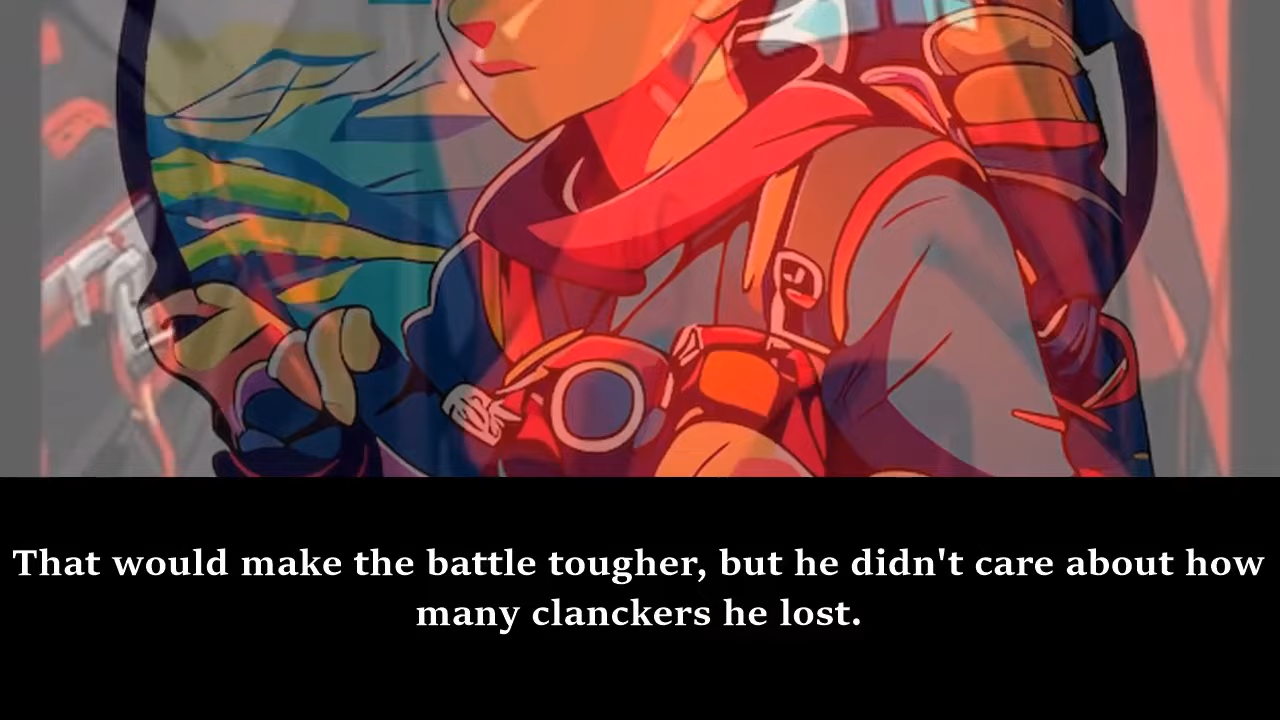 That would make the battle tougher, but he didn't care about how
many clanckers he lost.